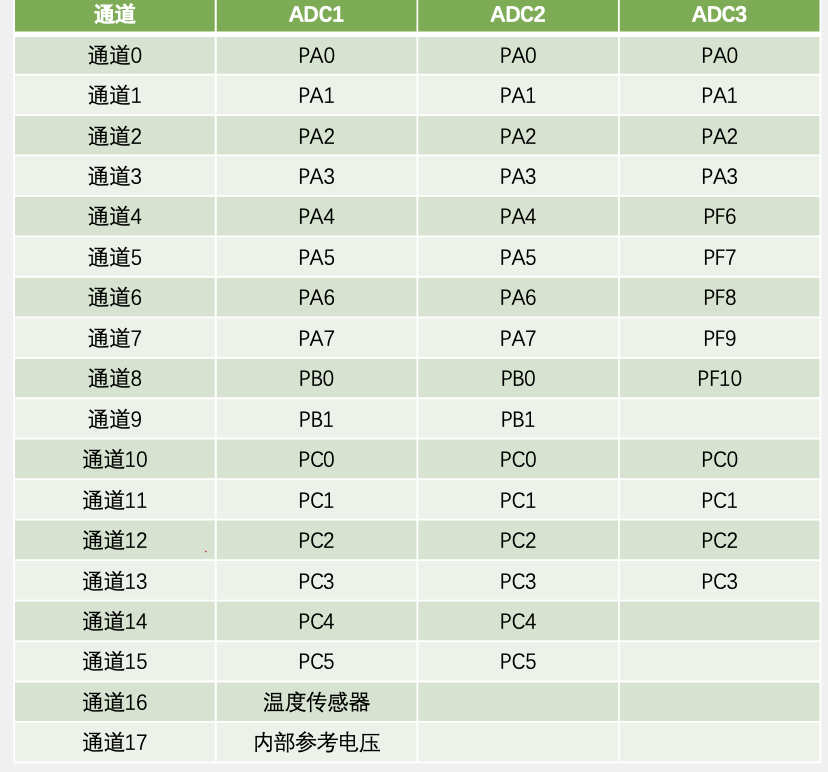 通道 ADC1 ADC2 ADC3
通道0 PA0 PA0 PA0
通道1 PA1 PA1 PA1
通道2 PA2 PA2 PA2
通道3 PA3 PA3 PA3
通道4 PA4 PA4 PF6
通道5 PA5 PA5 PF7
通道6 PA6 PA6 PF8
通道7 PA7 PA7 PF9
通道8 PB0 PB0 PF10
通道9 PB1 PB1
通道10 PC0 PC0 PC0
通道11 PC1 PC1 PC1
通道12 PC2 PC2 PC2
通道13 PC3 PC3 PC3
通道14 PC4 PC4
通道15 PC5 PC5
通道16 温度传感器
通道17 内部参考电压